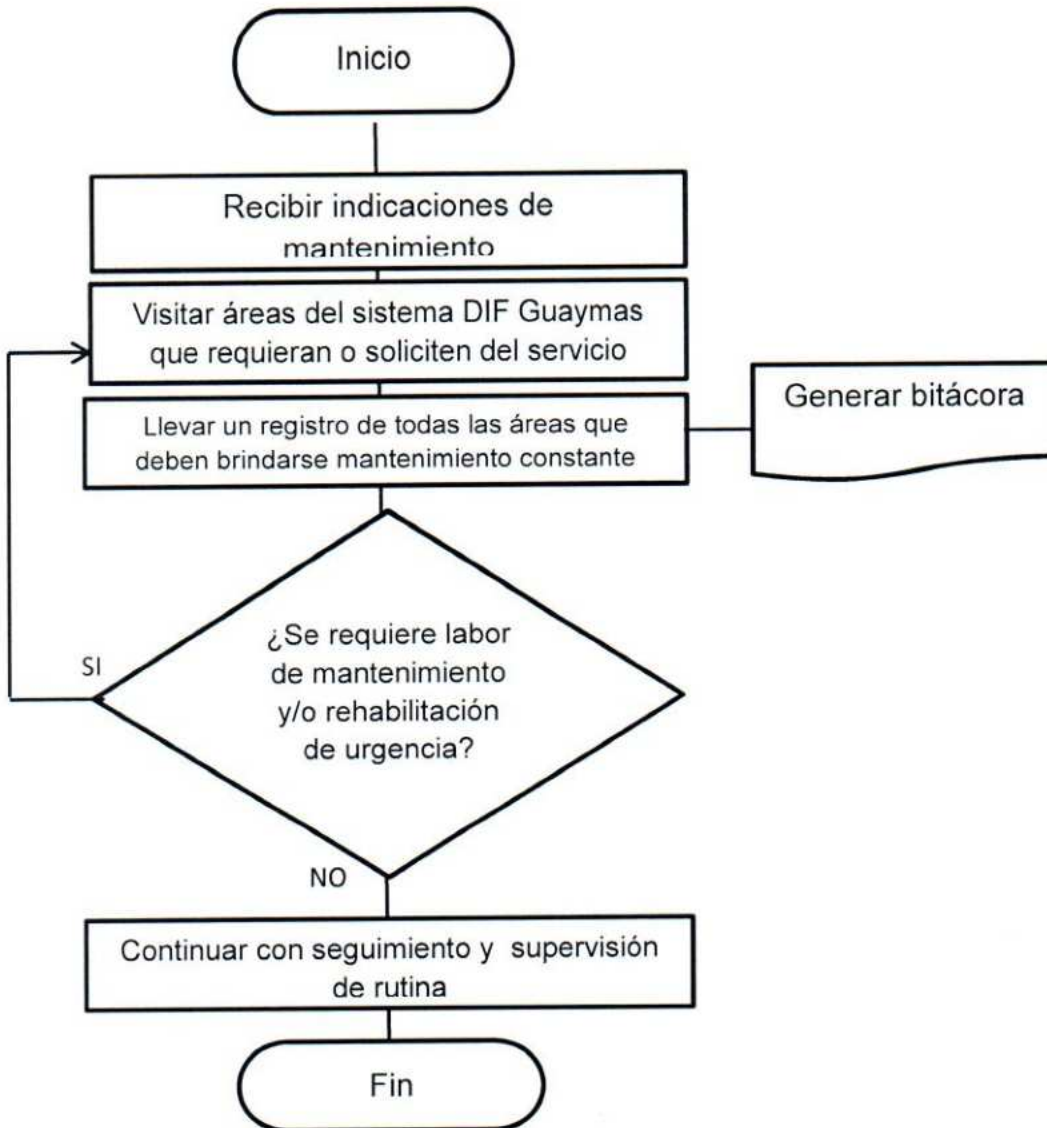 Inicio
Recibir indicaciones de
mantenimiento
Visitar áreas del sistema DIF Guaymas
que requieran o soliciten del servicio
Llevar un registro de todas las áreas que
deben brindarse mantenimiento constante
Generar bitácora
¿Se requiere labor
de mantenimiento
y/o rehabilitación
de urgencia?
SI
NO
Continuar con seguimiento y supervisión
de rutina
Fin